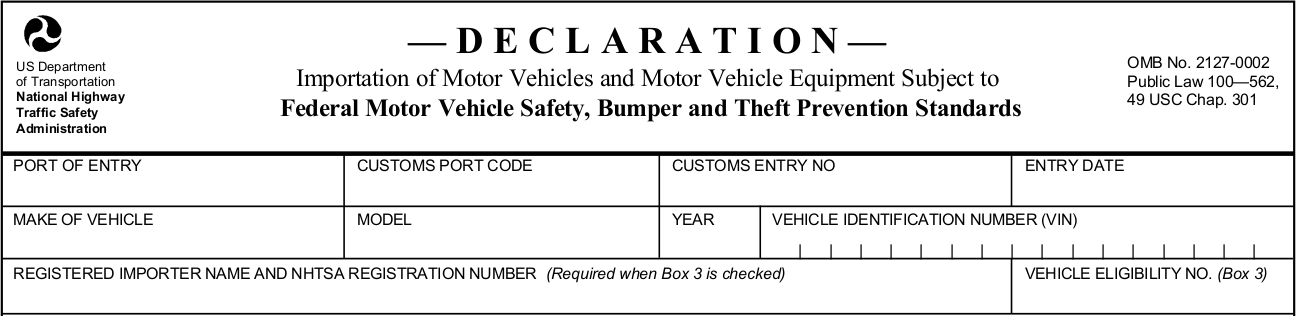 — D E C L A R A T I O N —
Importation of Motor Vehicles and Motor Vehicle Equipment Subject to
Federal Motor Vehicle Safety, Bumper and Theft Prevention Standards
US Department
of Transportation
National Highway
Traffic Safety
Administration
OMB No. 2127-0002
Public Law 100—562,
49 USC Chap. 301
PORT OF ENTRY
CUSTOMS PORT CODE
CUSTOMS ENTRY NO
ENTRY DATE
MAKE OF VEHICLE
MODEL
YEAR
VEHICLE IDENTIFICATION NUMBER (VIN)
REGISTERED IMPORTER NAME AND NHTSA REGISTRATION NUMBER (Required when Box 3 is checked)
VEHICLE ELIGIBILITY NO. (Box 3)